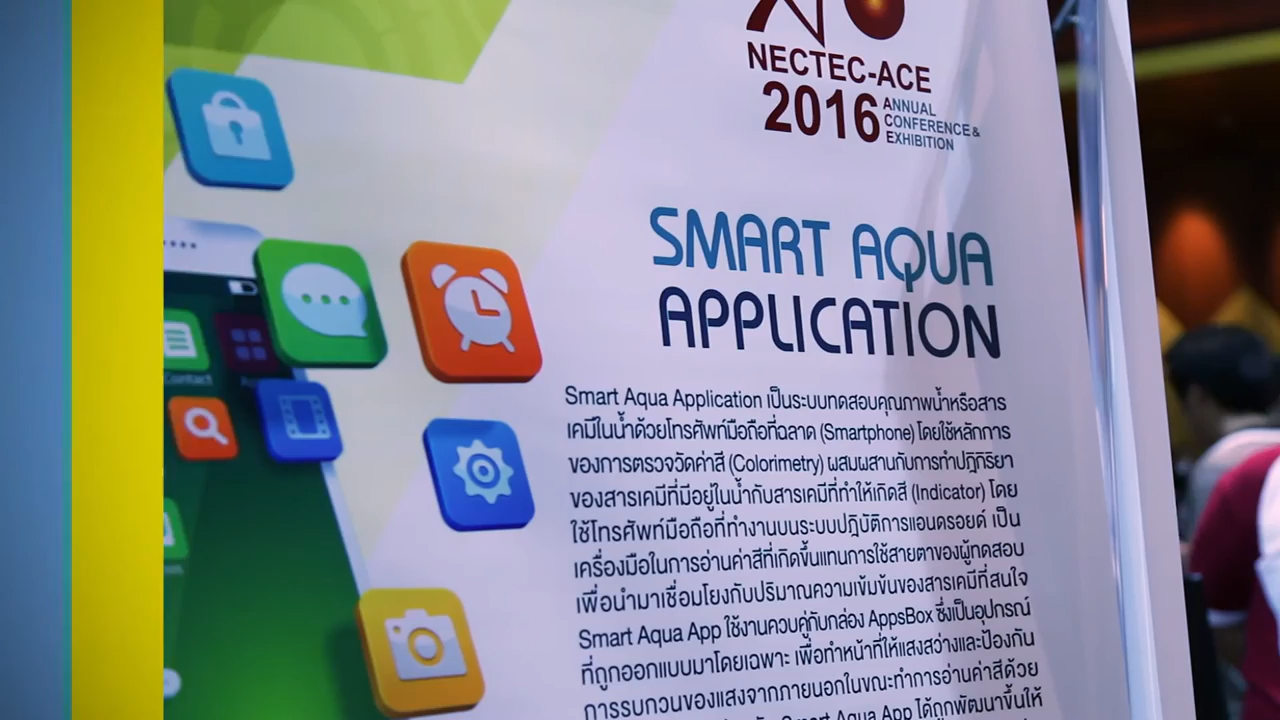 NECTEC-ACE
2016 ANNUAL
CONFERENCE &
EXHIBITION
SMART AQUA
APPLICATION
Smart Aqua Application เป็นระบบทดสอบคุณภาพน้ำหรือสาร
เคมีในน้ำด้วยโทรศัพท์มือถือที่ฉลาด (Smartphone) โดยใช้หลักการ
ของการตรวจวัดค่าสี (Colorimetry) ผสมผสานกับการทำปฏิกิริยา
ของสารเคมีที่มีอยู่ในน้ำกับสารเคมีที่ทำให้เกิดสี (Indicator) โดย
ใช้โทรศัพท์มือถือที่ทำงานบนระบบปฎิบัติการแอนดรอยด์ เป็น
เครื่องมือในการอ่านค่าสีที่เกิดขึ้นแทนการใช้สายตาของผู้ทดสอบ
เพื่อนำมาเชื่อมโยงกับปริมาณความเข้มข้นของสารเคมีที่สนใจ
Smart Aqua App ใช้งานควบคู่กับกล่อง AppsBox ซึ่งเป็นอุปกรณ์
ที่ถูกออกแบบมาโดยเฉพาะ เพื่อทำหน้าที่ให้แสงสว่างและป้องกัน
การรบกวนของแสงจากภายนอกในขณะทำการอ่านค่าสีด้วย
Smart Aqua App ได้ถูกพัฒนาขึ้นให้
Contact